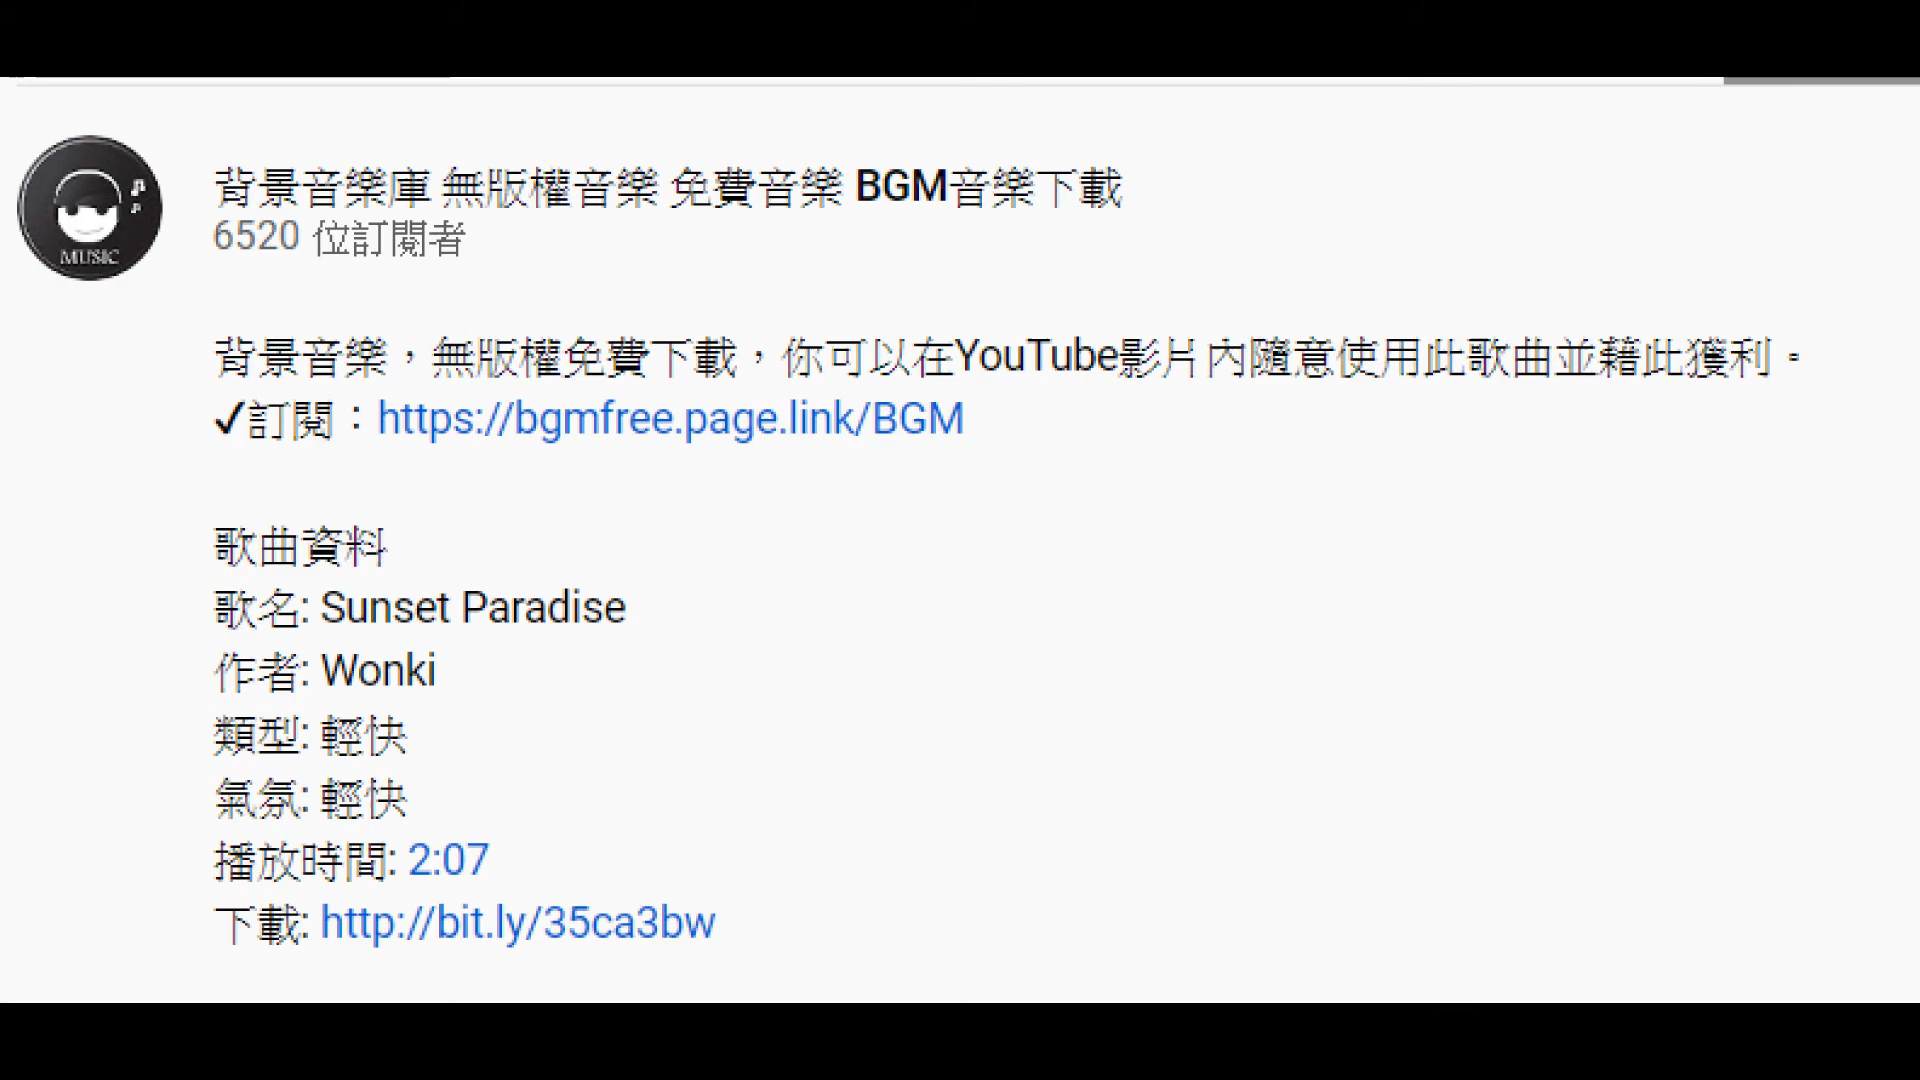 MUSIC
背景音樂庫 無版權音樂 免費音樂 BGM音樂下載
6520 位訂閱者
背景音樂，無版權免費下載，你可以在YouTube影片內隨意使用此歌曲並藉此獲利。
✓訂閱：https://bgmfree.page.link/BGM
歌曲資料
歌名: Sunset Paradise
作者: Wonki
類型: 輕快
氣氛: 輕快
播放時間: 2:07
下載: http://bit.ly/35ca3bw